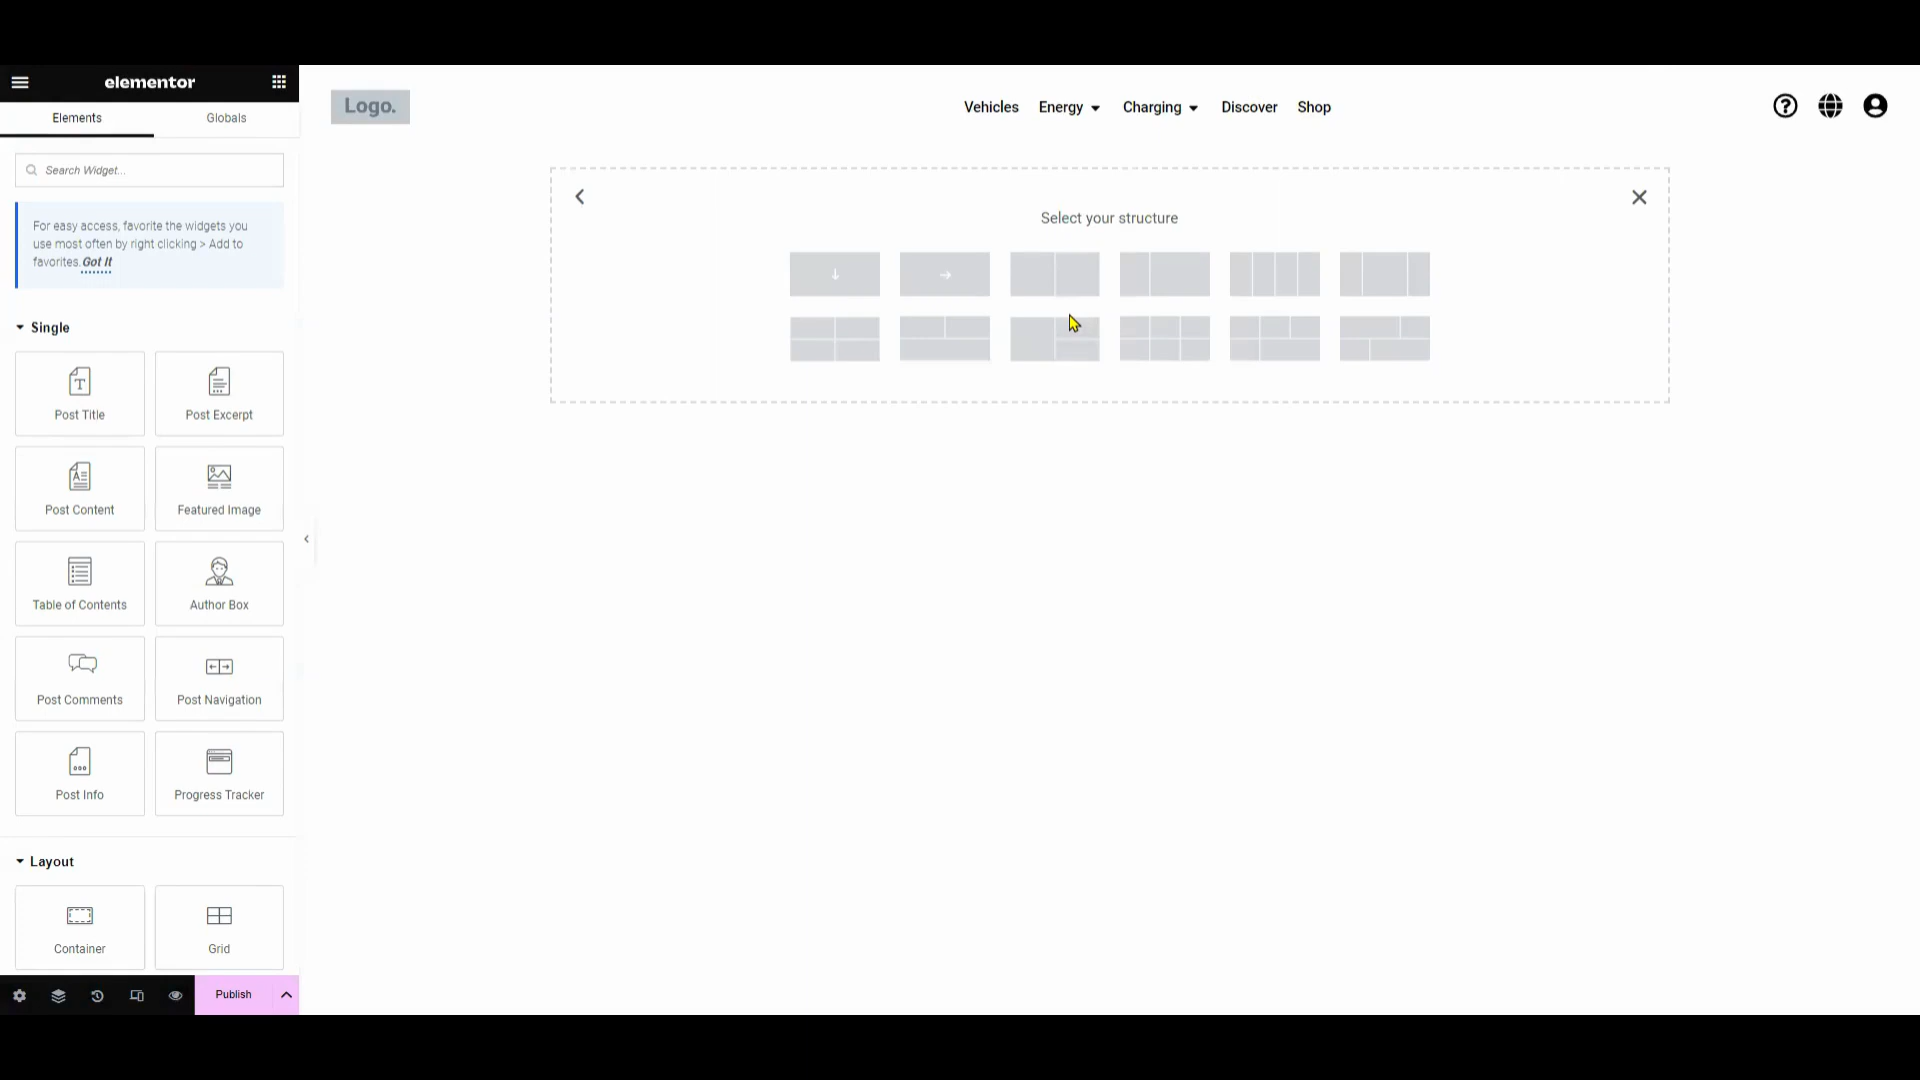 elementor
Elements
Globals
Search Widget...
For easy access, favorite the widgets you
use most often by right clicking > Add to
favorites. Got It
Single
Post Title
Post Excerpt
Post Content
Featured Image
Table of Contents
Author Box
Post Comments
Post Navigation
Post Info
Progress Tracker
Layout
Container
Grid
Publish
Logo.
Vehicles
Energy
Charging
Discover
Shop
Select your structure